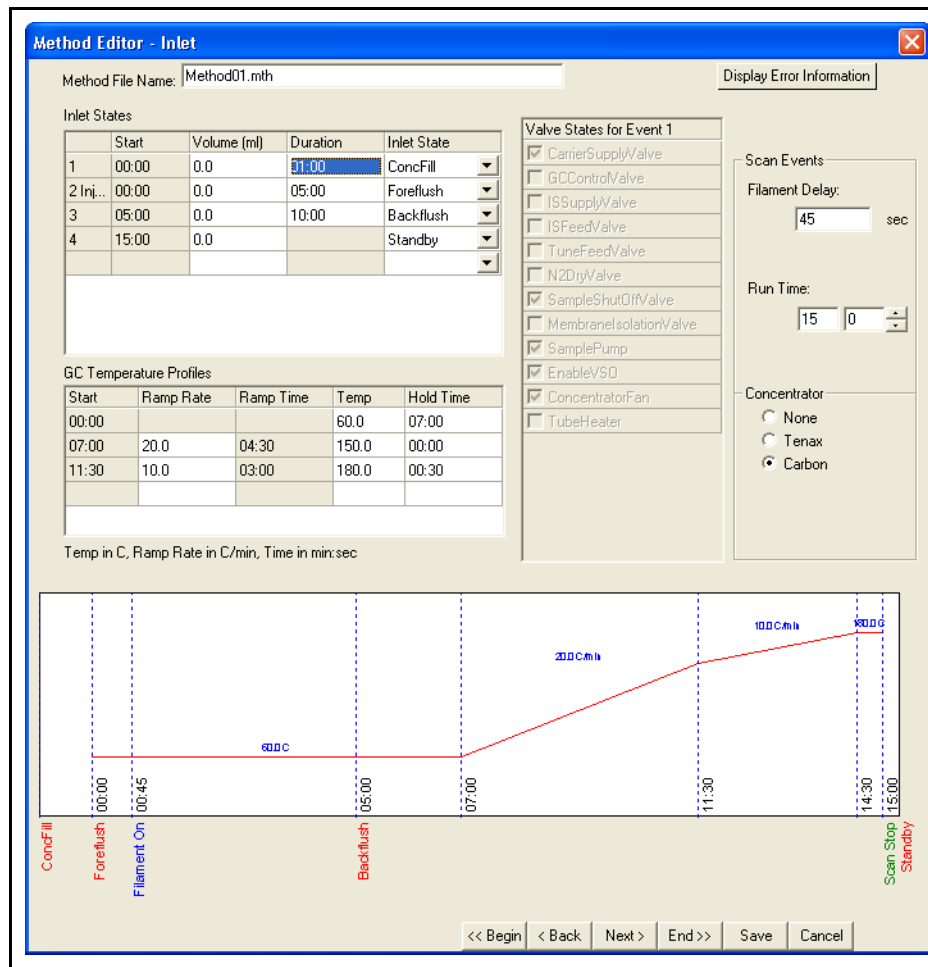 Method Editor - Inlet
Method File Name: Method01.mth
Display Error Information
Inlet States
Start Volume (ml) Duration Inlet State
1 00:00 0.0 01:00 ConcFill
2 Inj... 00:00 0.0 05:00 Foreflush
3 05:00 0.0 10:00 Backflush
4 15:00 0.0 Standby
Valve States for Event 1
CarrierSupplyValve
GCControlValve
ISSupplyValve
ISFeedValve
TuneFeedValve
N2DryValve
SampleShutOffValve
MembraneIsolationValve
SamplePump
EnableVSO
ConcentratorFan
TubeHeater
Scan Events
Filament Delay:
45 sec
Run Time:
15 0
Concentrator
None
Tenax
Carbon
GC Temperature Profiles
Start Ramp Rate Ramp Time Temp Hold Time
00:00 60.0 07:00
07:00 20.0 04:30 150.0 00:00
11:30 10.0 03:00 180.0 00:30
Temp in C, Ramp Rate in C/min, Time in min:sec
60.0 C
20.0 C/min
10.0 C/min
180.0 C
00:00
00:45
05:00
07:00
11:30
14:30
15:00
ConcFill
Foreflush
Filament On
Backflush
Scan Stop
Standby
<< Begin < Back Next > End >> Save Cancel